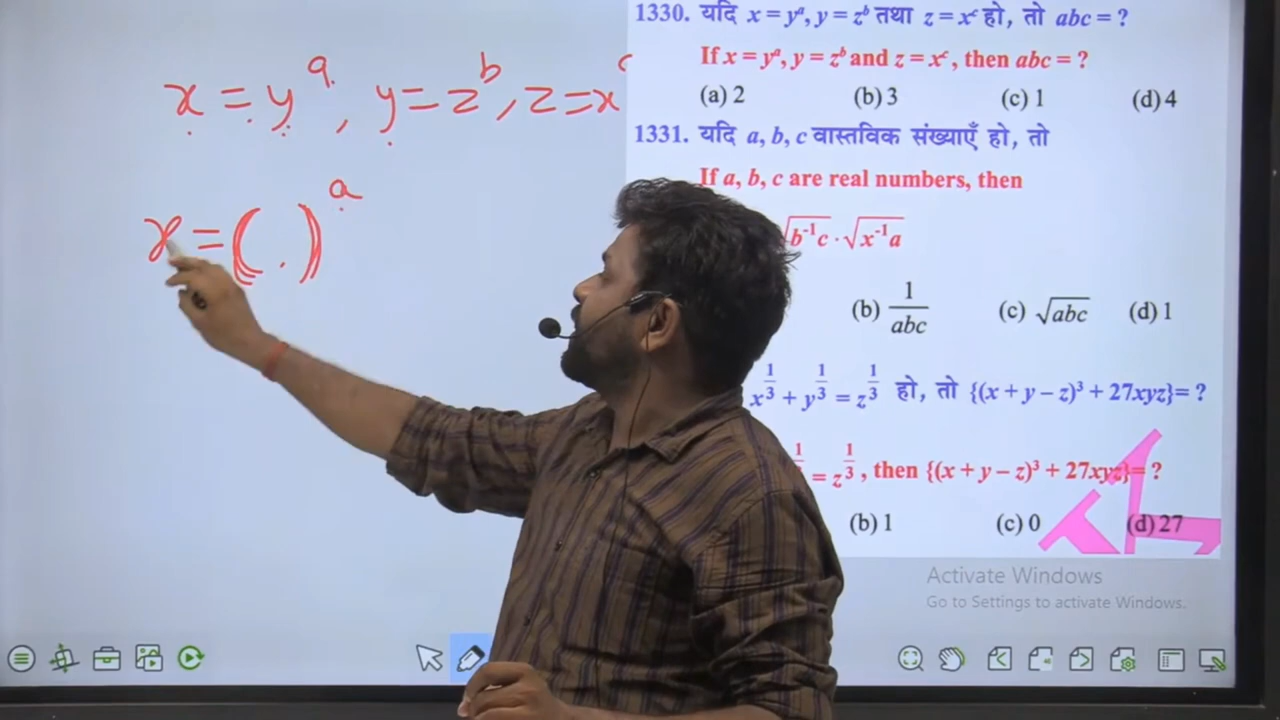 x = y^a, y = z^b, z = x^c
x = ( . )^a
1330. यदि x = y^a, y = z^b तथा z = x^c हो, तो abc = ?
If x = y^a, y = z^b and z = x^c, then abc = ?
(a) 2 (b) 3 (c) 1 (d) 4
1331. यदि a, b, c वास्तविक संख्याएँ हो, तो
If a, b, c are real numbers, then
√(b^-1 c) · √(x^-1 a)
(b) 1/abc (c) √abc (d) 1
x^(1/3) + y^(1/3) = z^(1/3) हो, तो {(x + y – z)³ + 27xyz} = ?
= z^(1/3), then {(x + y – z)³ + 27xyz} = ?
(b) 1 (c) 0 (d) 27
Activate Windows
Go to Settings to activate Windows.